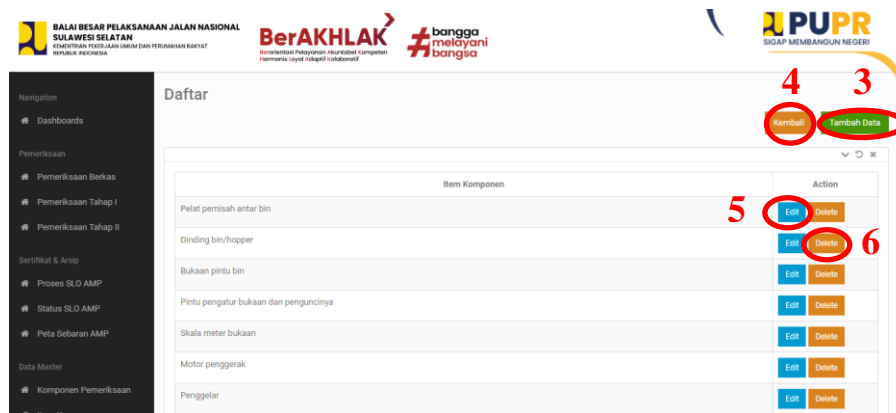 BALAI BESAR PELAKSANAAN JALAN NASIONAL
SULAWESI SELATAN
KEMENTRIAN PEKERJAAN UMUM DAN PERUMAHAN RAKYAT
REPUBLIK INDONESIA
BerAKHLAK
Berorientasi Pelayanan Akuntabel Kompeten
Harmonis Loyal Adaptif Kolaboratif
#bangga
melayani
bangsa
PUPR
SIGAP MEMBANGUN NEGERI
Navigation
Dashboards
Pemeriksaan
Pemeriksaan Berkas
Pemeriksaan Tahap I
Pemeriksaan Tahap II
Sertifikat & Arsip
Proses SLO AMP
Status SLO AMP
Peta Sebaran AMP
Data Master
Komponen Pemeriksaan
Daftar
4 3
Kembali Tambah Data
Item Komponen Action
Pelat pemisah antar bin 5 Edit Delete
Dinding bin/hopper Edit Delete 6
Bukaan pintu bin Edit Delete
Pintu pengatur bukaan dan penguncinya Edit Delete
Skala meter bukaan Edit Delete
Motor penggerak Edit Delete
Penggelar Edit Delete